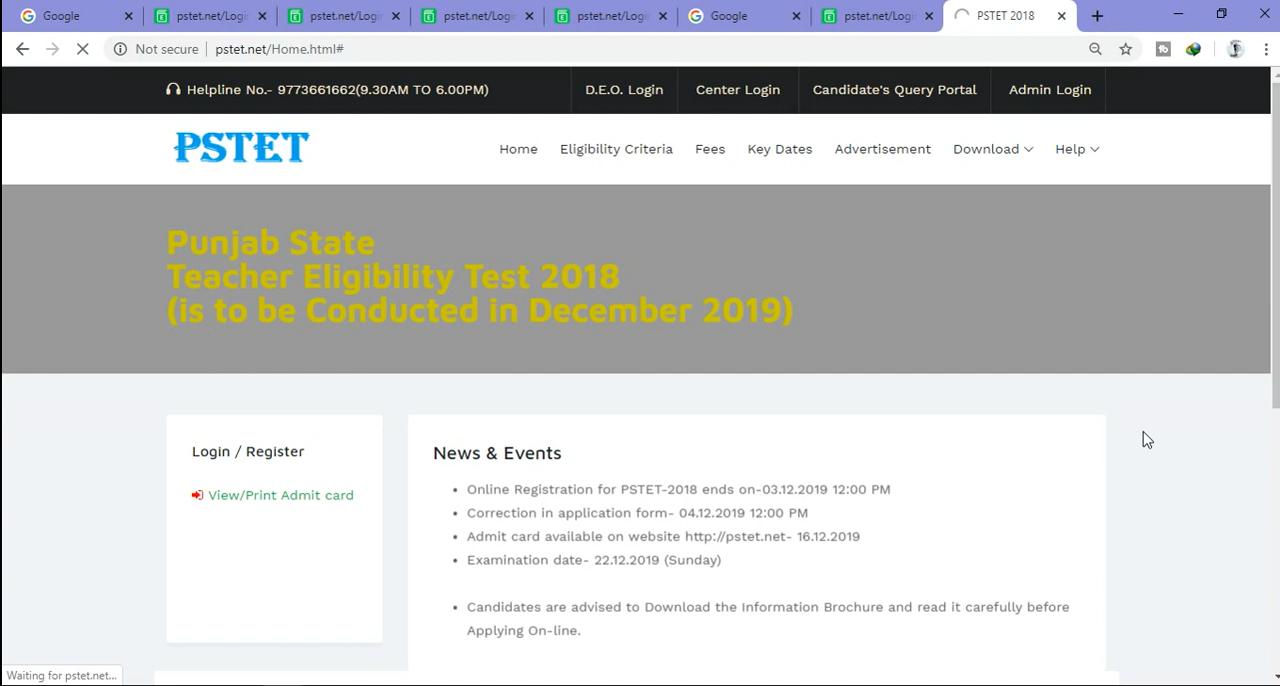 Google
pstet.net/Logi
pstet.net/Logi
pstet.net/Logi
pstet.net/Logi
Google
pstet.net/Logi
PSTET 2018
Not secure | pstet.net/Home.html#
Helpline No.- 9773661662(9.30AM TO 6.00PM)
D.E.O. Login
Center Login
Candidate's Query Portal
Admin Login
PSTET
Home
Eligibility Criteria
Fees
Key Dates
Advertisement
Download
Help
Punjab State
Teacher Eligibility Test 2018
(is to be Conducted in December 2019)
Login / Register
View/Print Admit card
News & Events
• Online Registration for PSTET-2018 ends on-03.12.2019 12:00 PM
• Correction in application form- 04.12.2019 12:00 PM
• Admit card available on website http://pstet.net- 16.12.2019
• Examination date- 22.12.2019 (Sunday)
• Candidates are advised to Download the Information Brochure and read it carefully before
Applying On-line.
Waiting for pstet.net...